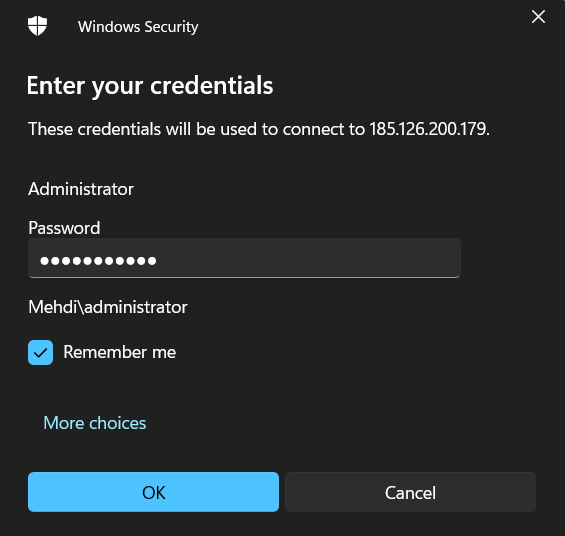 Windows Security
Enter your credentials
These credentials will be used to connect to 185.126.200.179.
Administrator
Password
●●●●●●●●●●●
Mehdi\administrator
Remember me
More choices
OK
Cancel